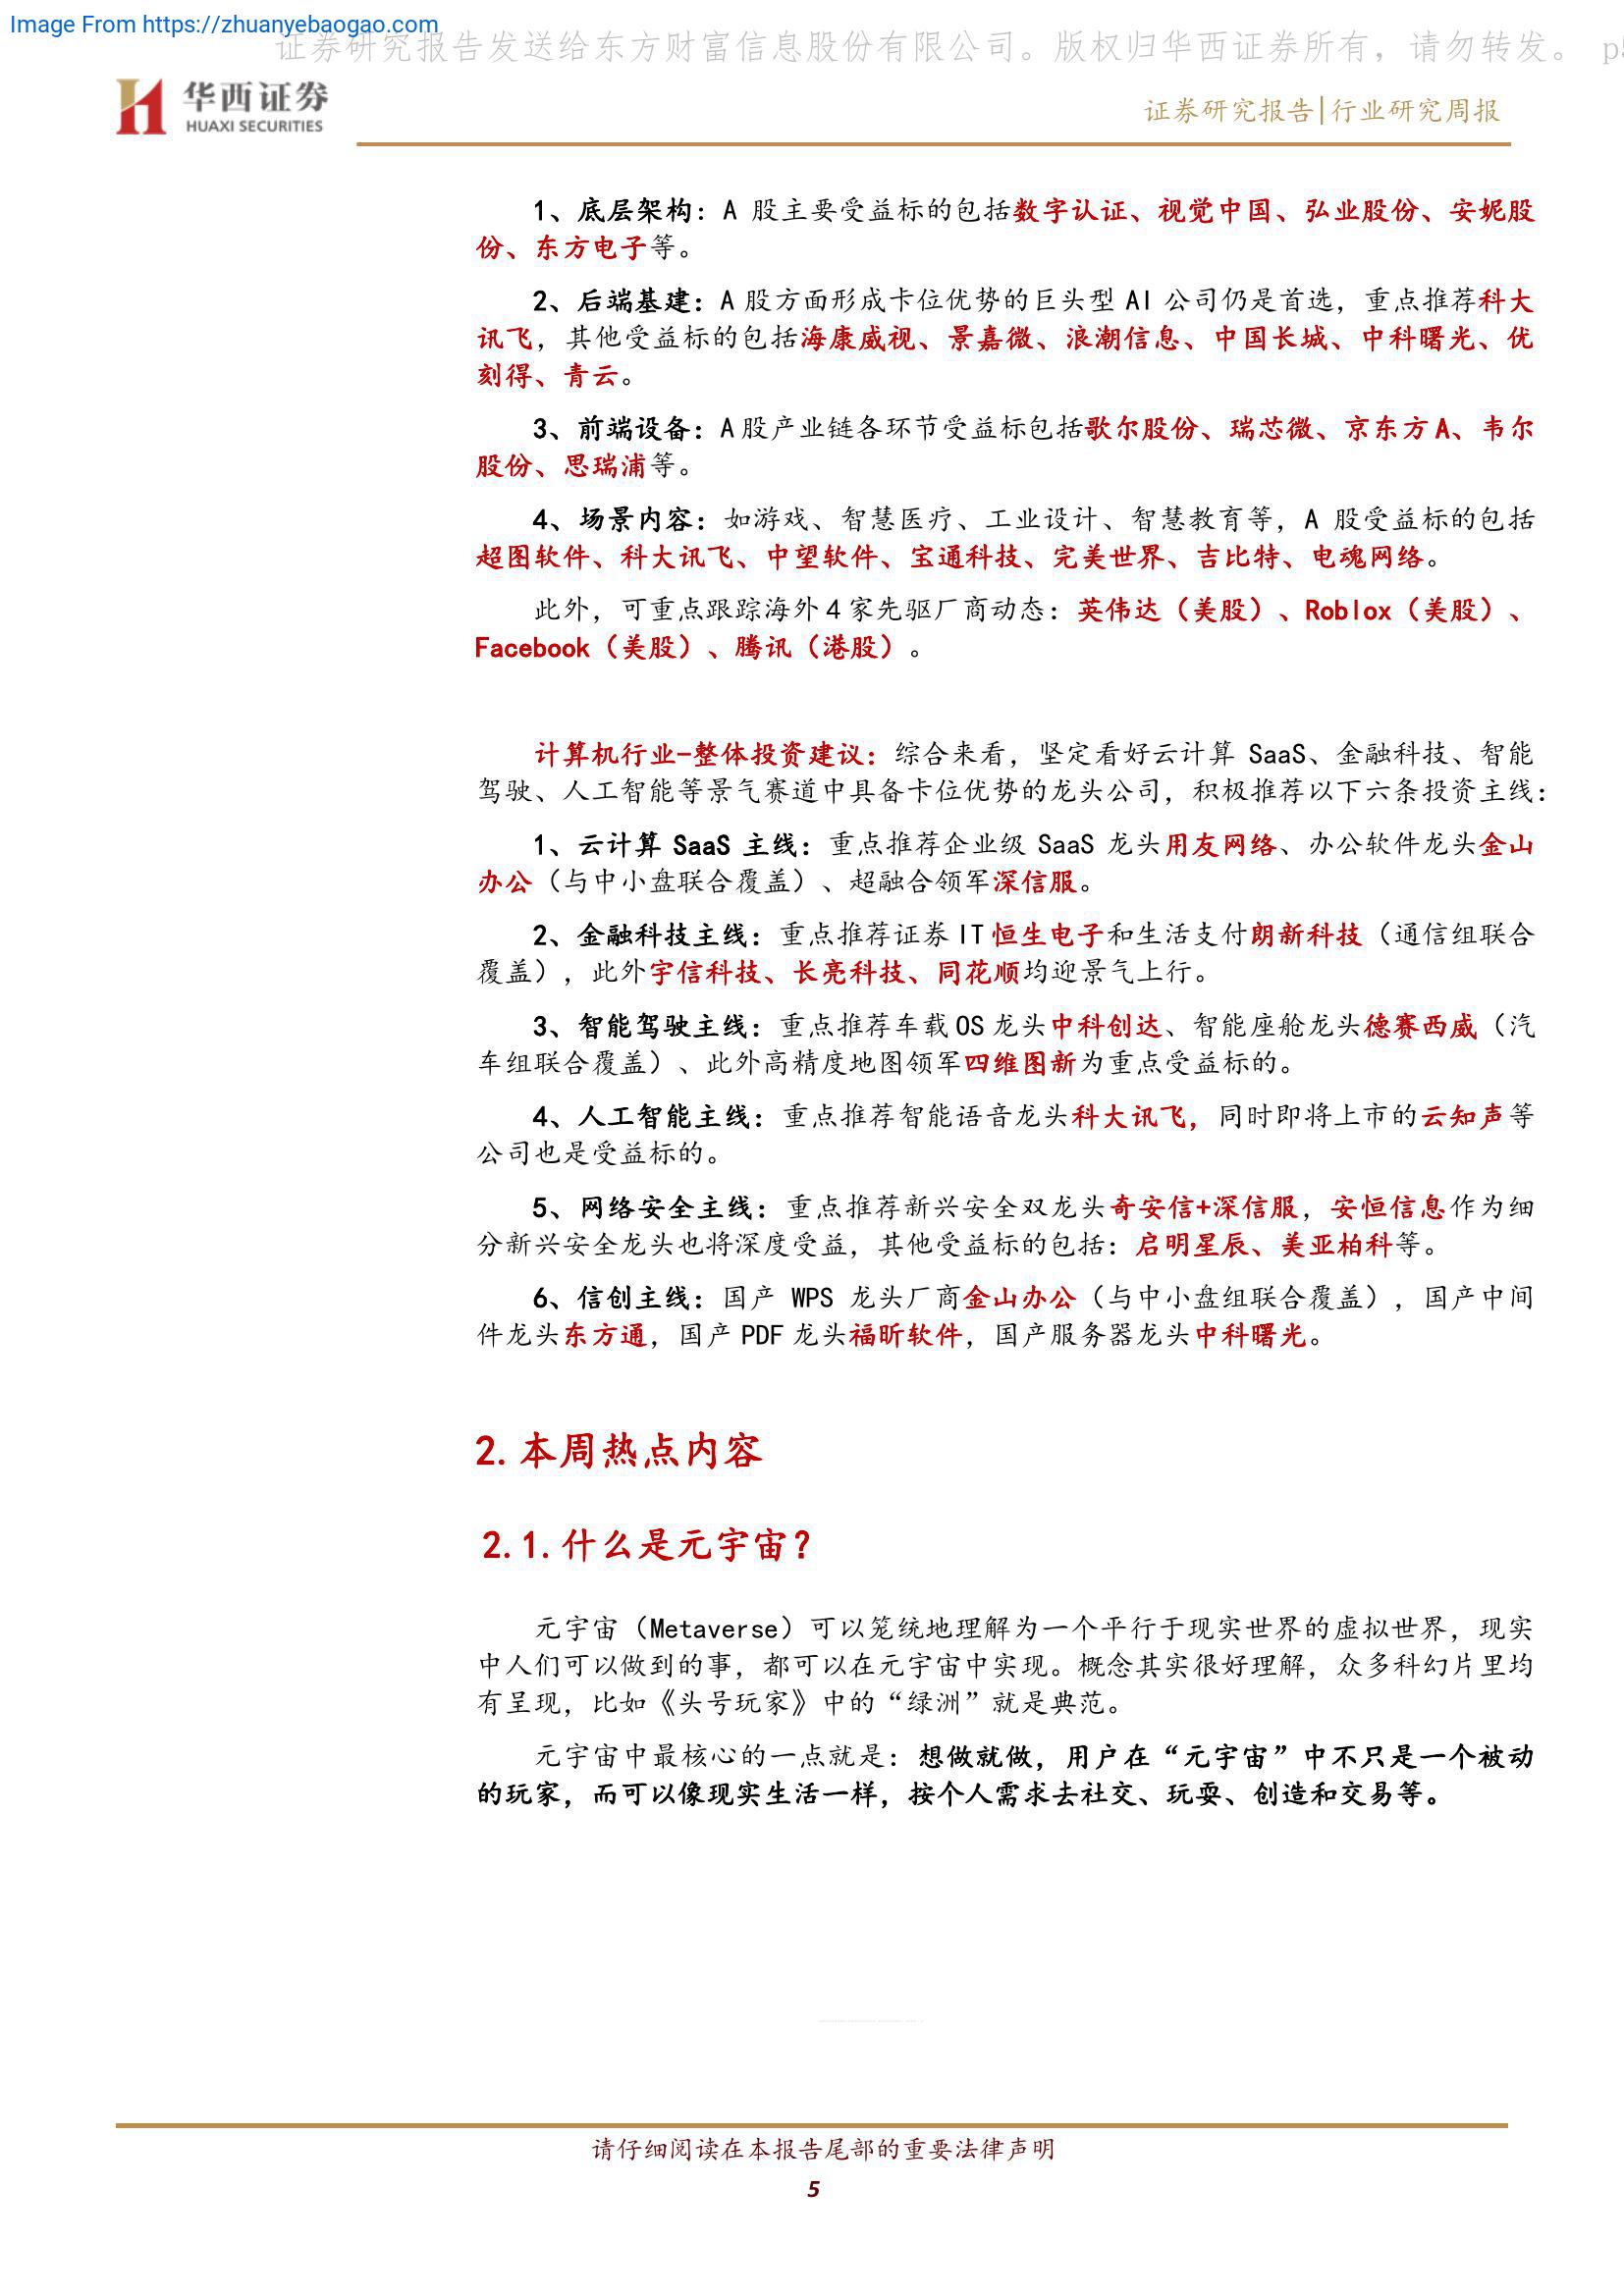 Image From https://zhuanyebaogao.com
证券研究报告发送给东方财富信息股份有限公司。版权归华西证券所有，请勿转发。 p5
华西证券
HUAXI SECURITIES
证券研究报告|行业研究周报
1、底层架构：A 股主要受益标的包括数字认证、视觉中国、弘业股份、安妮股
份、东方电子等。
2、后端基建：A 股方面形成卡位优势的巨头型 AI 公司仍是首选，重点推荐科大
讯飞，其他受益标的包括海康威视、景嘉微、浪潮信息、中国长城、中科曙光、优
刻得、青云。
3、前端设备：A 股产业链各环节受益标包括歌尔股份、瑞芯微、京东方 A、韦尔
股份、思瑞浦等。
4、场景内容：如游戏、智慧医疗、工业设计、智慧教育等，A 股受益标的包括
超图软件、科大讯飞、中望软件、宝通科技、完美世界、吉比特、电魂网络。
此外，可重点跟踪海外 4 家先驱厂商动态：英伟达（美股）、Roblox（美股）、
Facebook（美股）、腾讯（港股）。
计算机行业-整体投资建议：综合来看，坚定看好云计算 SaaS、金融科技、智能
驾驶、人工智能等景气赛道中具备卡位优势的龙头公司，积极推荐以下六条投资主线：
1、云计算 SaaS 主线：重点推荐企业级 SaaS 龙头用友网络、办公软件龙头金山
办公（与中小盘联合覆盖）、超融合领军深信服。
2、金融科技主线：重点推荐证券 IT 恒生电子和生活支付朗新科技（通信组联合
覆盖），此外宇信科技、长亮科技、同花顺均迎景气上行。
3、智能驾驶主线：重点推荐车载 OS 龙头中科创达、智能座舱龙头德赛西威（汽
车组联合覆盖）、此外高精度地图领军四维图新为重点受益标的。
4、人工智能主线：重点推荐智能语音龙头科大讯飞，同时即将上市的云知声等
公司也是受益标的。
5、网络安全主线：重点推荐新兴安全双龙头奇安信+深信服，安恒信息作为细
分新兴安全龙头也将深度受益，其他受益标的包括：启明星辰、美亚柏科等。
6、信创主线：国产 WPS 龙头厂商金山办公（与中小盘组联合覆盖），国产中间
件龙头东方通，国产 PDF 龙头福昕软件，国产服务器龙头中科曙光。
2.本周热点内容
2.1.什么是元宇宙？
元宇宙（Metaverse）可以笼统地理解为一个平行于现实世界的虚拟世界，现实
中人们可以做到的事，都可以在元宇宙中实现。概念其实很好理解，众多科幻片里均
有呈现，比如《头号玩家》中的“绿洲”就是典范。
元宇宙中最核心的一点就是：想做就做，用户在“元宇宙”中不只是一个被动
的玩家，而可以像现实生活一样，按个人需求去社交、玩耍、创造和交易等。
请仔细阅读在本报告尾部的重要法律声明
5